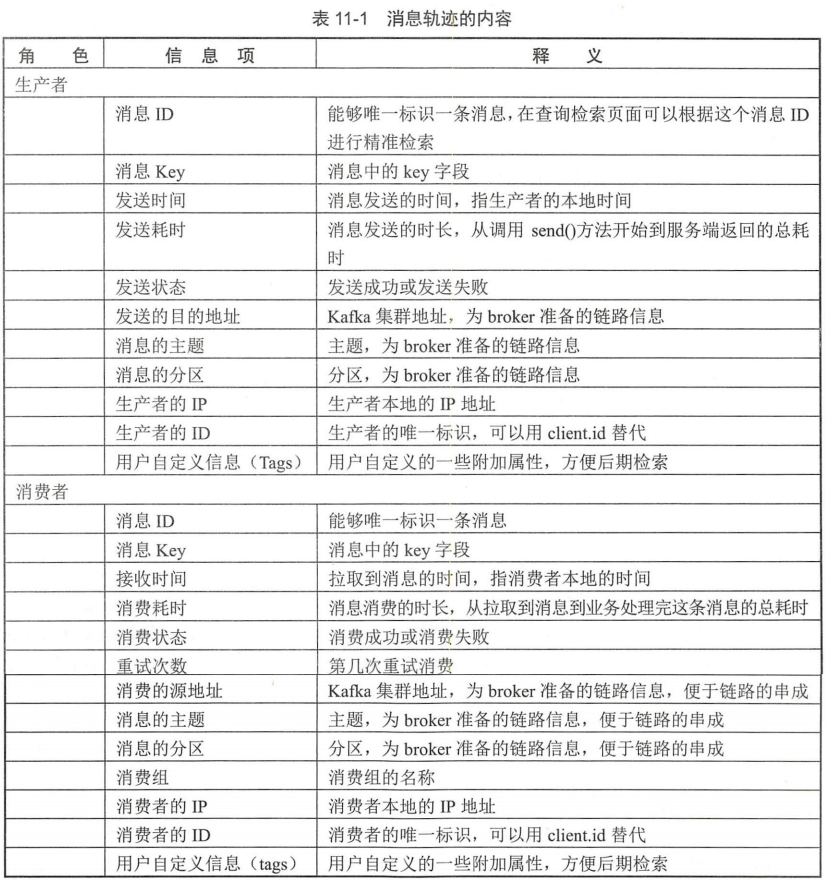 表 11-1 消息轨迹的内容
角 色 信 息 项 释 义
生产者
消息 ID 能够唯一标识一条消息，在查询检索页面可以根据这个消息 ID
进行精准检索
消息 Key 消息中的 key 字段
发送时间 消息发送的时间，指生产者的本地时间
发送耗时 消息发送的时长，从调用 send()方法开始到服务端返回的总耗
时
发送状态 发送成功或发送失败
发送的目的地址 Kafka 集群地址，为 broker 准备的链路信息
消息的主题 主题，为 broker 准备的链路信息
消息的分区 分区，为 broker 准备的链路信息
生产者的 IP 生产者本地的 IP 地址
生产者的 ID 生产者的唯一标识，可以用 client.id 替代
用户自定义信息（Tags） 用户自定义的一些附加属性，方便后期检索
消费者
消息 ID 能够唯一标识一条消息
消息 Key 消息中的 key 字段
接收时间 拉取到消息的时间，指消费者本地的时间
消费耗时 消息消费的时长，从拉取到消息到业务处理完这条消息的总耗时
消费状态 消费成功或消费失败
重试次数 第几次重试消费
消费的源地址 Kafka 集群地址，为 broker 准备的链路信息，便于链路的串成
消息的主题 主题，为 broker 准备的链路信息，便于链路的串成
消息的分区 分区，为 broker 准备的链路信息，便于链路的串成
消费组 消费组的名称
消费者的 IP 消费者本地的 IP 地址
消费者的 ID 消费者的唯一标识，可以用 client.id 替代
用户自定义信息（tags） 用户自定义的一些附加属性，方便后期检索